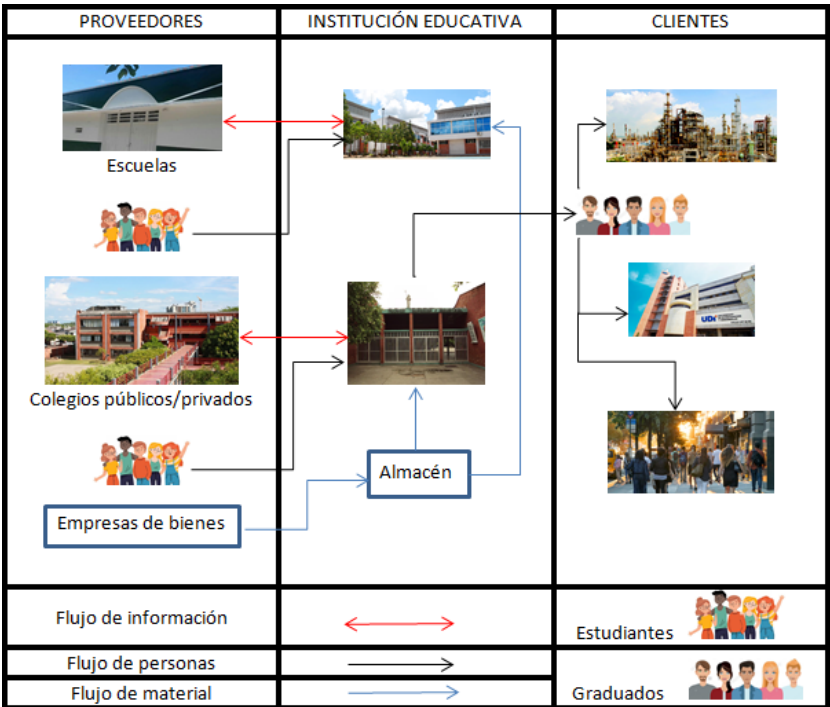 PROVEEDORES
INSTITUCIÓN EDUCATIVA
CLIENTES
Escuelas
Colegios públicos/privados
UDI
Almacén
Empresas de bienes
Flujo de información
Estudiantes
Flujo de personas
Flujo de material
Graduados